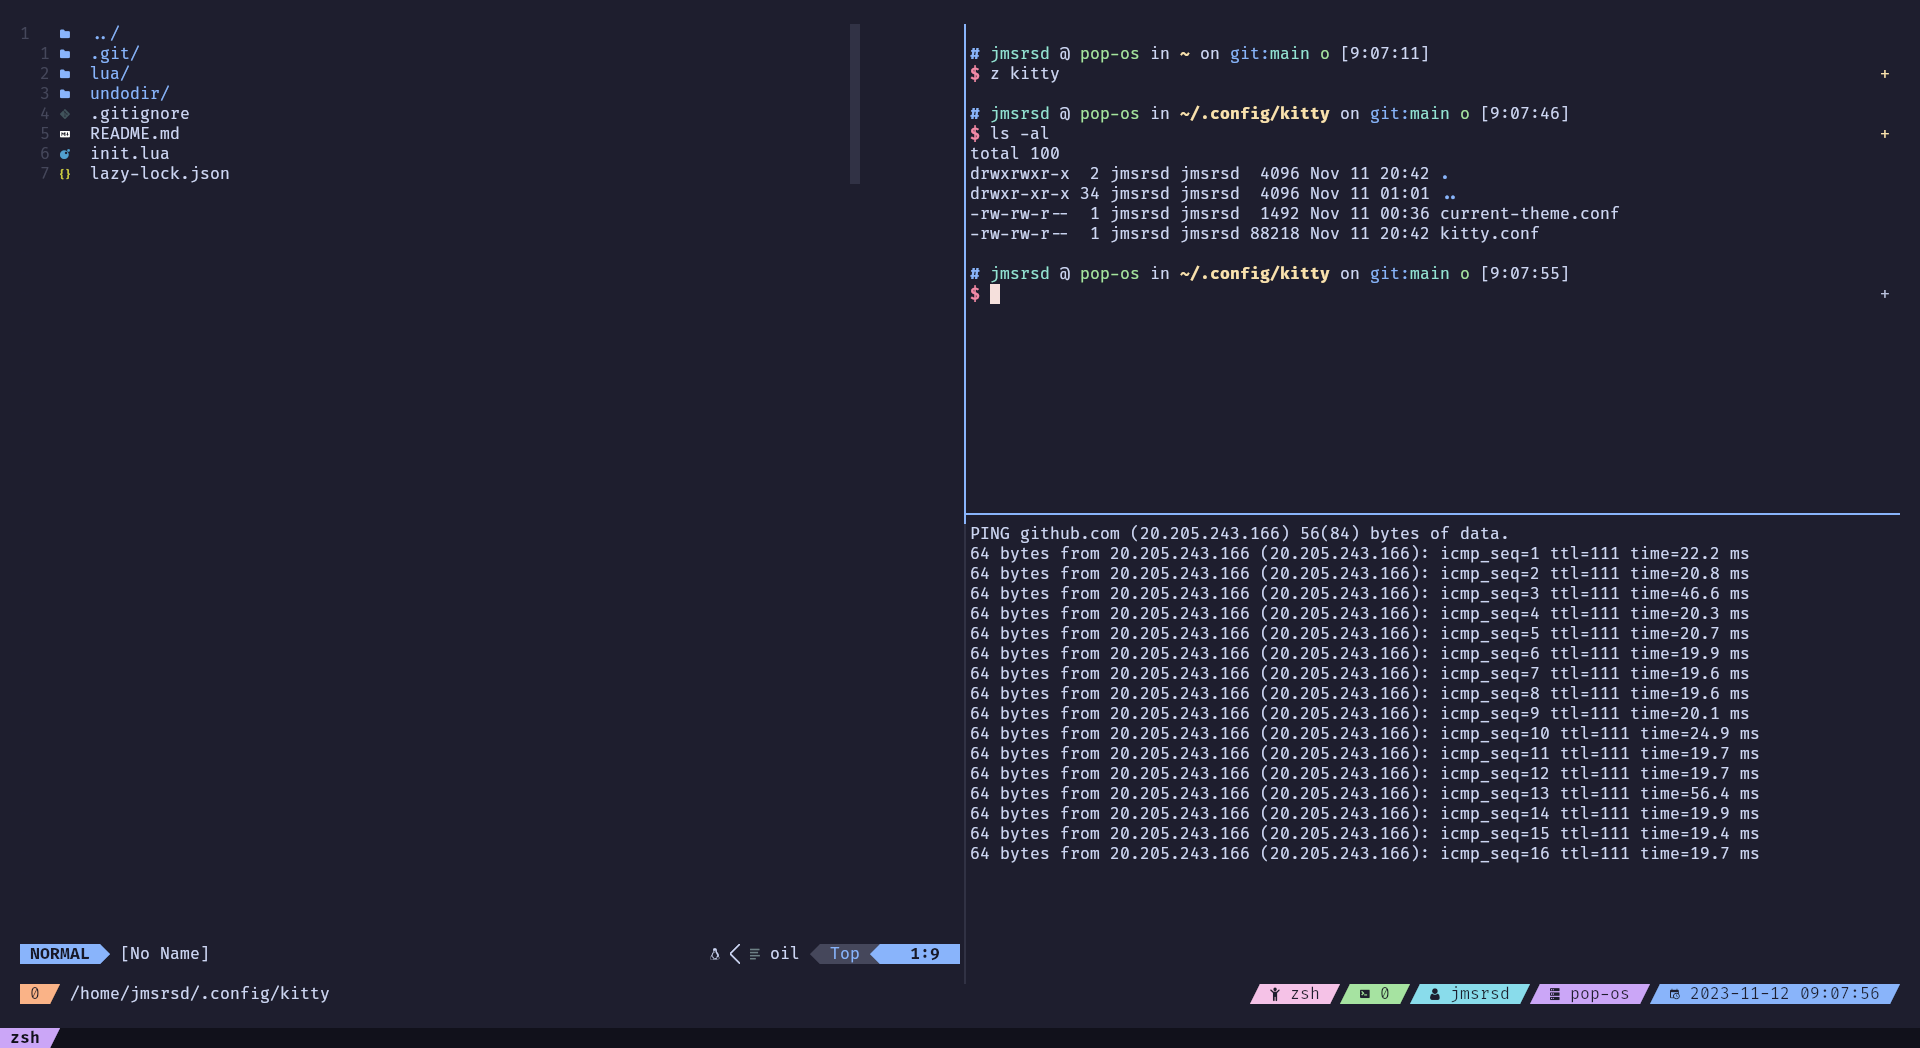 1 ../
1 .git/
2 lua/
3 undodir/
4 .gitignore
5 README.md
6 init.lua
7 {} lazy-lock.json
NORMAL [No Name] oil Top 1:9
# jmsrsd @ pop-os in ~ on git:main o [9:07:11]
$ z kitty +
# jmsrsd @ pop-os in ~/.config/kitty on git:main o [9:07:46]
$ ls -al +
total 100
drwxrwxr-x  2 jmsrsd jmsrsd  4096 Nov 11 20:42 .
drwxr-xr-x 34 jmsrsd jmsrsd  4096 Nov 11 01:01 ..
-rw-rw-r--  1 jmsrsd jmsrsd  1492 Nov 11 00:36 current-theme.conf
-rw-rw-r--  1 jmsrsd jmsrsd 88218 Nov 11 20:42 kitty.conf
# jmsrsd @ pop-os in ~/.config/kitty on git:main o [9:07:55]
$ +
PING github.com (20.205.243.166) 56(84) bytes of data.
64 bytes from 20.205.243.166 (20.205.243.166): icmp_seq=1 ttl=111 time=22.2 ms
64 bytes from 20.205.243.166 (20.205.243.166): icmp_seq=2 ttl=111 time=20.8 ms
64 bytes from 20.205.243.166 (20.205.243.166): icmp_seq=3 ttl=111 time=46.6 ms
64 bytes from 20.205.243.166 (20.205.243.166): icmp_seq=4 ttl=111 time=20.3 ms
64 bytes from 20.205.243.166 (20.205.243.166): icmp_seq=5 ttl=111 time=20.7 ms
64 bytes from 20.205.243.166 (20.205.243.166): icmp_seq=6 ttl=111 time=19.9 ms
64 bytes from 20.205.243.166 (20.205.243.166): icmp_seq=7 ttl=111 time=19.6 ms
64 bytes from 20.205.243.166 (20.205.243.166): icmp_seq=8 ttl=111 time=19.6 ms
64 bytes from 20.205.243.166 (20.205.243.166): icmp_seq=9 ttl=111 time=20.1 ms
64 bytes from 20.205.243.166 (20.205.243.166): icmp_seq=10 ttl=111 time=24.9 ms
64 bytes from 20.205.243.166 (20.205.243.166): icmp_seq=11 ttl=111 time=19.7 ms
64 bytes from 20.205.243.166 (20.205.243.166): icmp_seq=12 ttl=111 time=19.7 ms
64 bytes from 20.205.243.166 (20.205.243.166): icmp_seq=13 ttl=111 time=56.4 ms
64 bytes from 20.205.243.166 (20.205.243.166): icmp_seq=14 ttl=111 time=19.9 ms
64 bytes from 20.205.243.166 (20.205.243.166): icmp_seq=15 ttl=111 time=19.4 ms
64 bytes from 20.205.243.166 (20.205.243.166): icmp_seq=16 ttl=111 time=19.7 ms
0 /home/jmsrsd/.config/kitty zsh 0 jmsrsd pop-os 2023-11-12 09:07:56
zsh